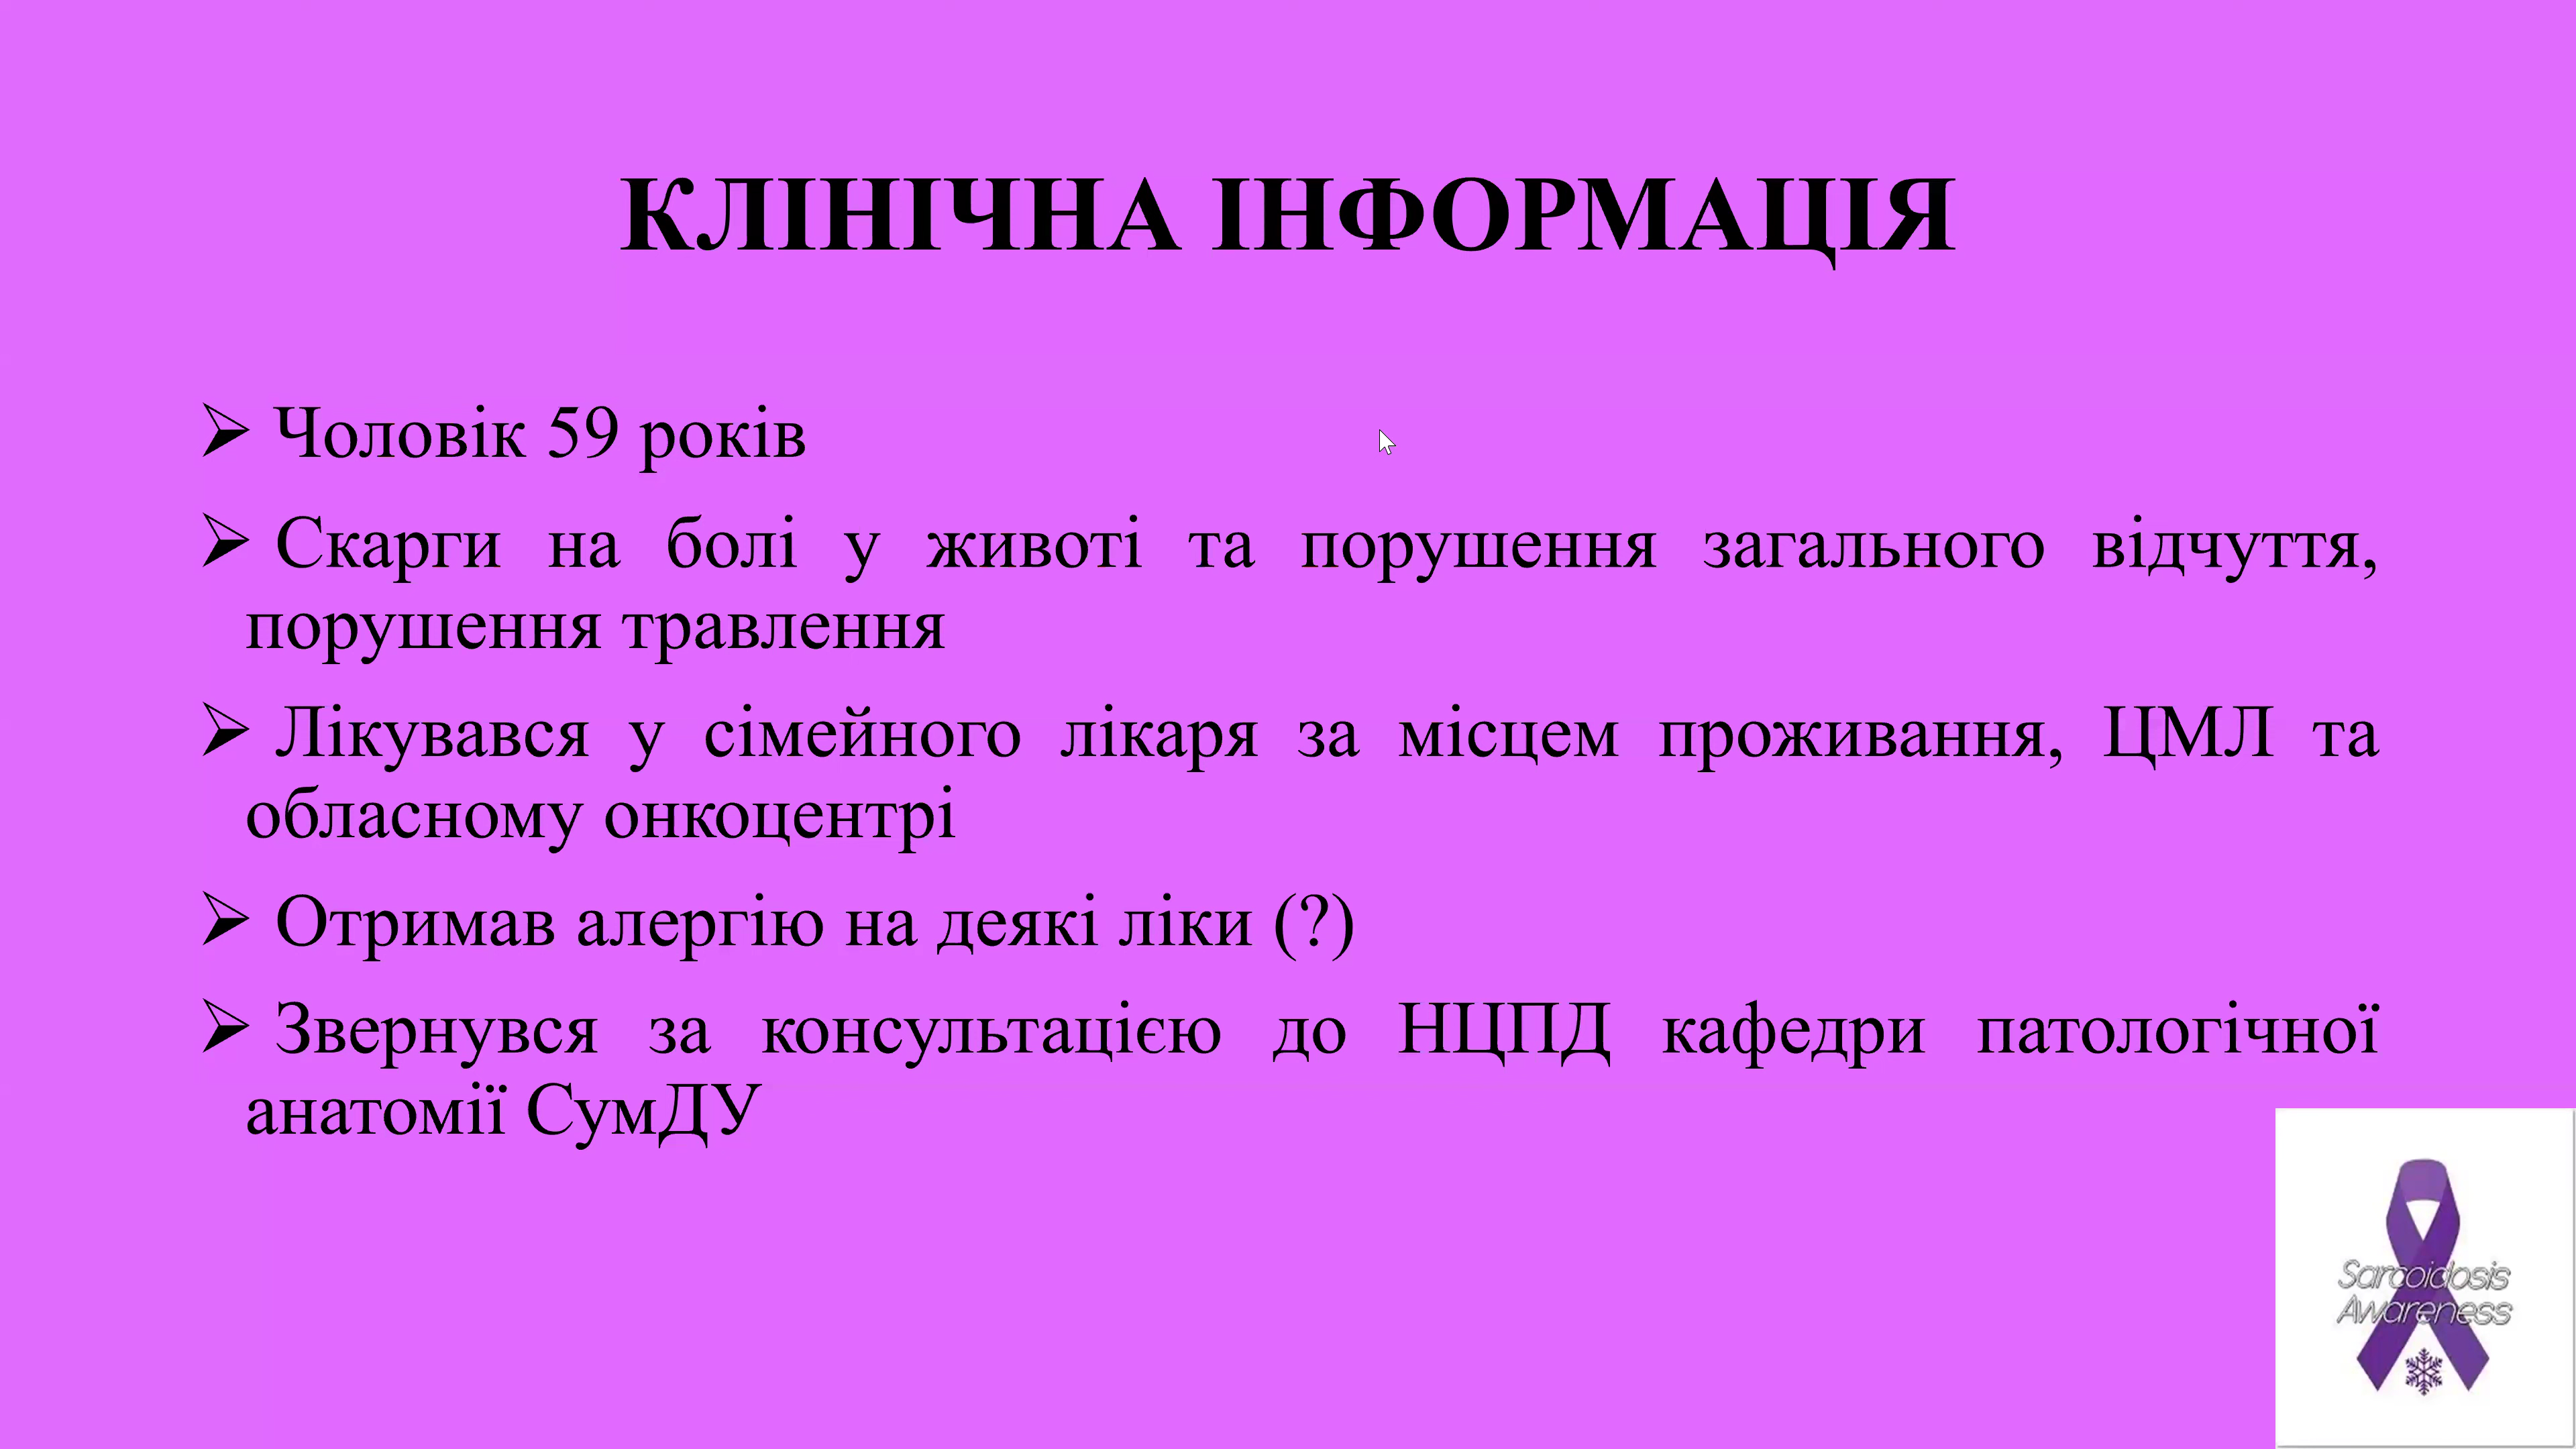 КЛІНІЧНА ІНФОРМАЦІЯ
Чоловік 59 років
Скарги на болі у животі та порушення загального відчуття,
порушення травлення
Лікувався у сімейного лікаря за місцем проживання, ЦМЛ та
обласному онкоцентрі
Отримав алергію на деякі ліки (?)
Звернувся за консультацією до НЦПД кафедри патологічної
анатомії СумДУ
Sarcoidosis
Awareness